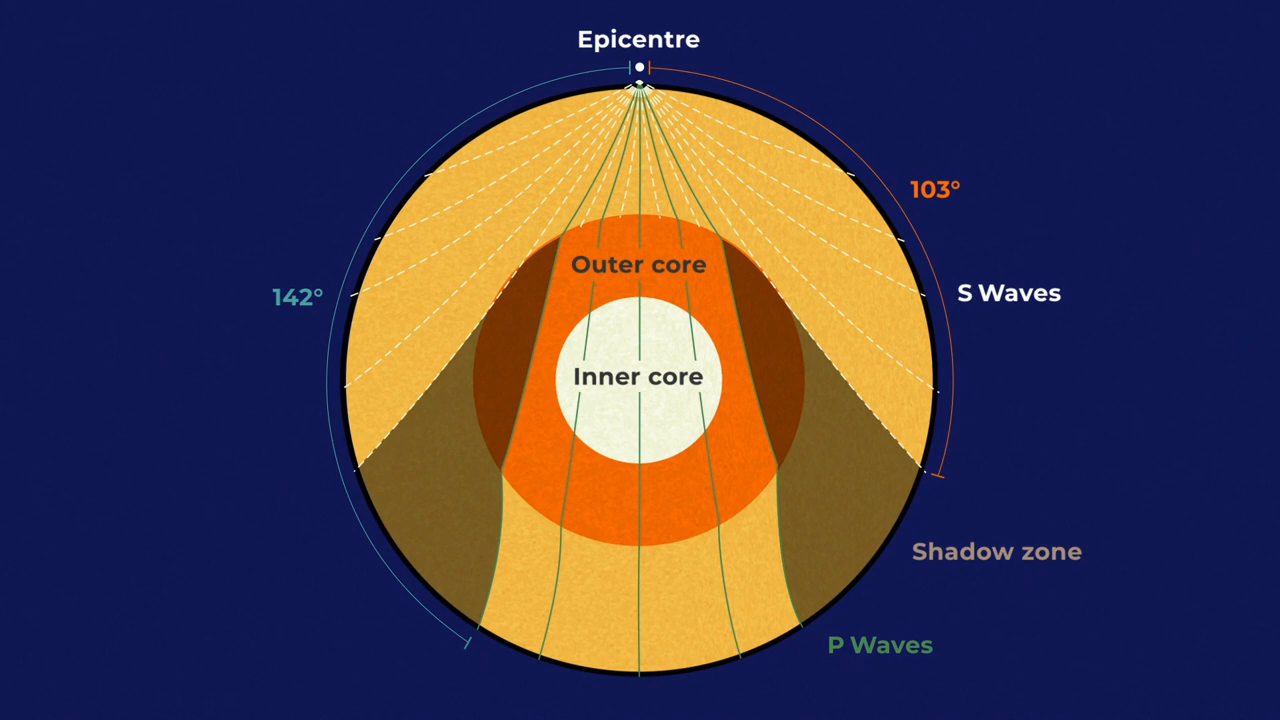 Epicentre
103°
Outer core
S Waves
142°
Inner core
Shadow zone
P Waves